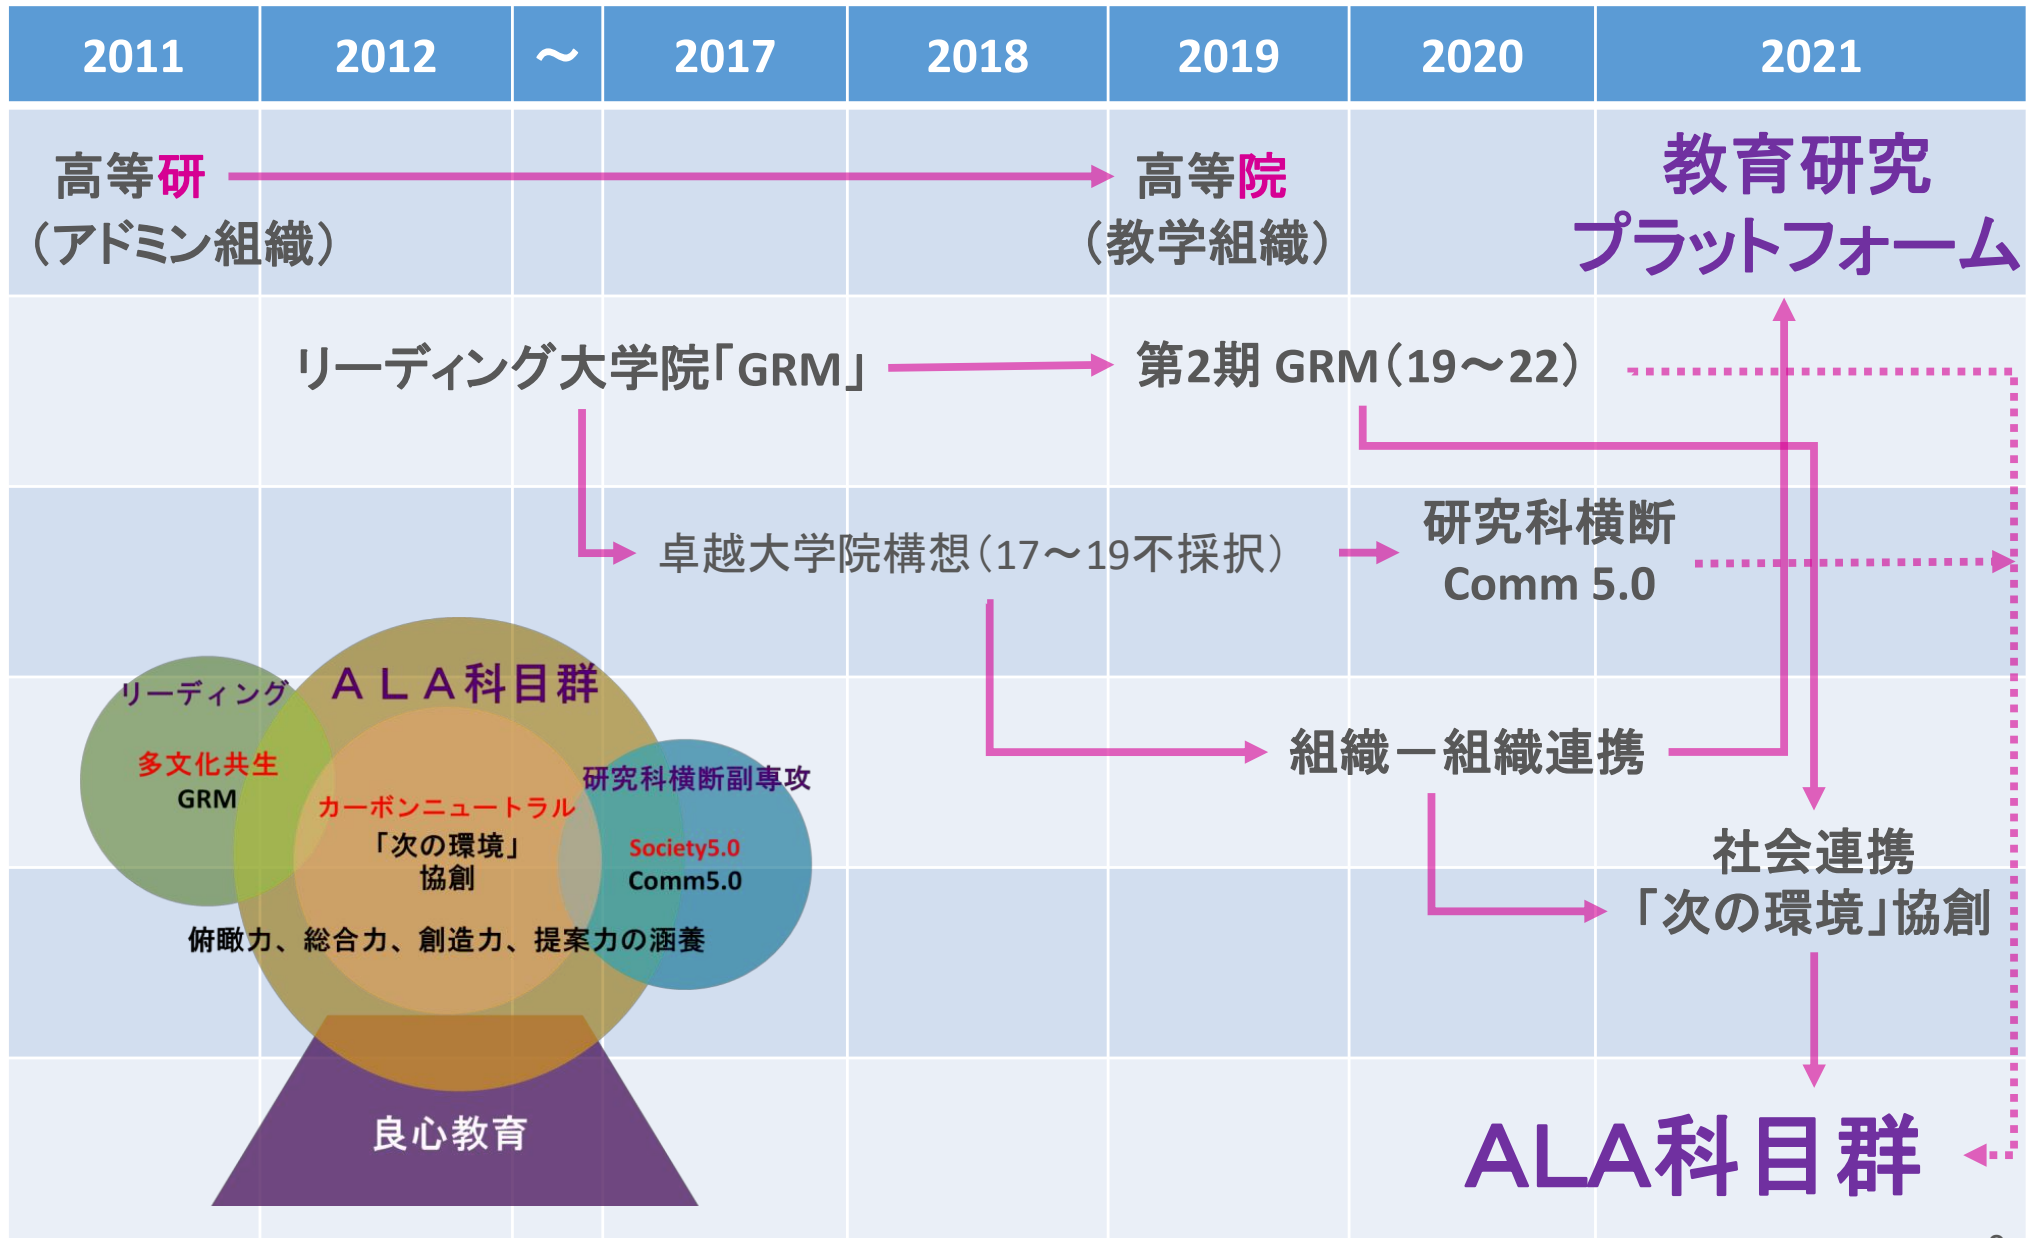 2011 2012 ～ 2017 2018 2019 2020 2021
高等研
（アドミン組織）
高等院
（教学組織）
教育研究
プラットフォーム
リーディング大学院「GRM」
第2期 GRM（19～22）
卓越大学院構想（17～19不採択）
研究科横断
Comm 5.0
組織－組織連携
社会連携
「次の環境」協創
ALA科目群
ＡＬＡ科目群
リーディング
多文化共生
GRM
カーボンニュートラル
「次の環境」
協創
研究科横断副専攻
Society5.0
Comm5.0
俯瞰力、総合力、創造力、提案力の涵養
良心教育